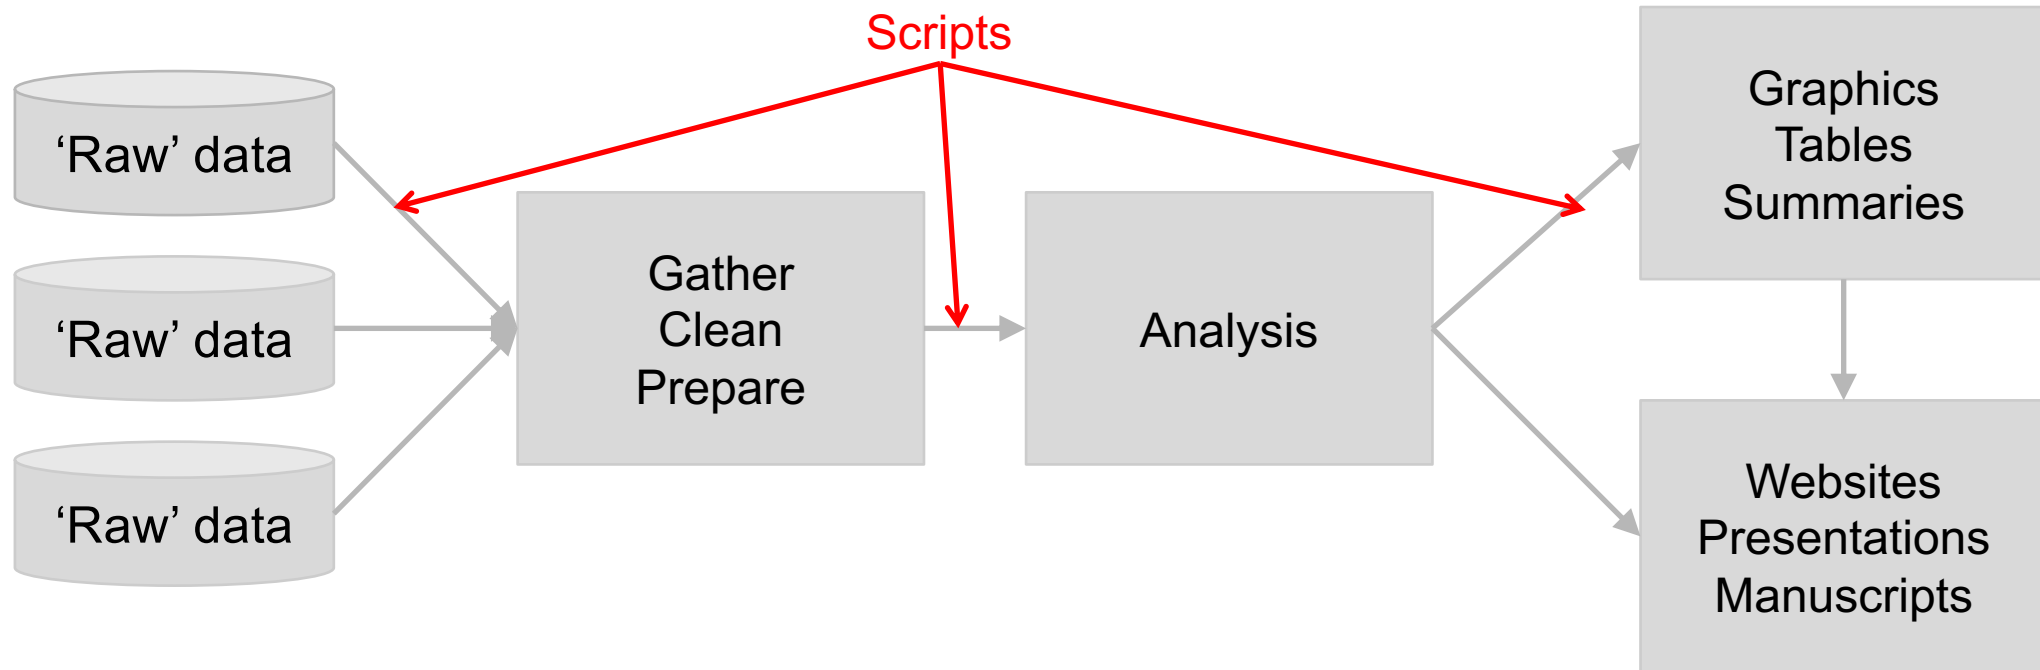 Scripts
‘Raw’ data
‘Raw’ data
‘Raw’ data
Gather
Clean
Prepare
Analysis
Graphics
Tables
Summaries
Websites
Presentations
Manuscripts